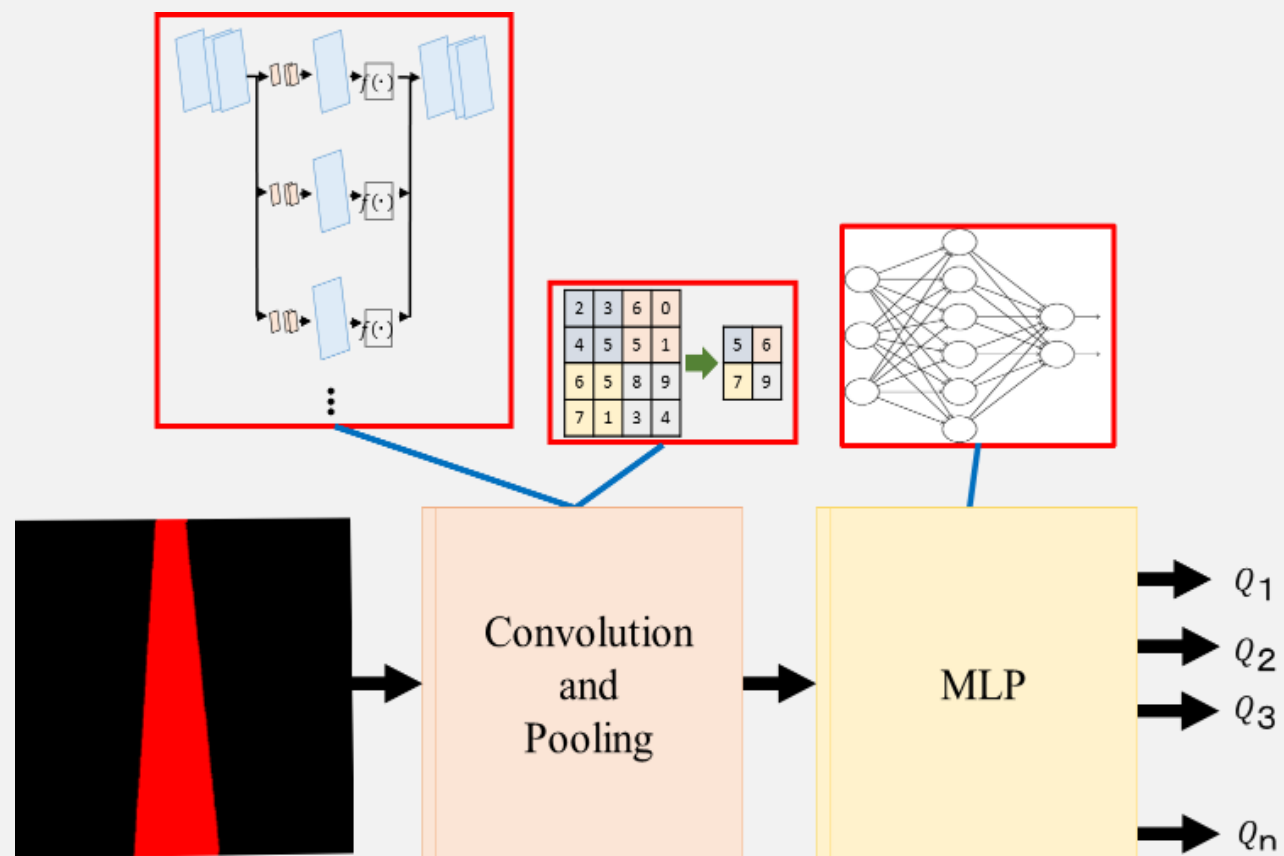 f(·)
f(·)
f(·)
2 3 6 0
4 5 5 1
6 5 8 9
7 1 3 4
5 6
7 9
Convolution
and
Pooling
MLP
Q1
Q2
Q3
Qn